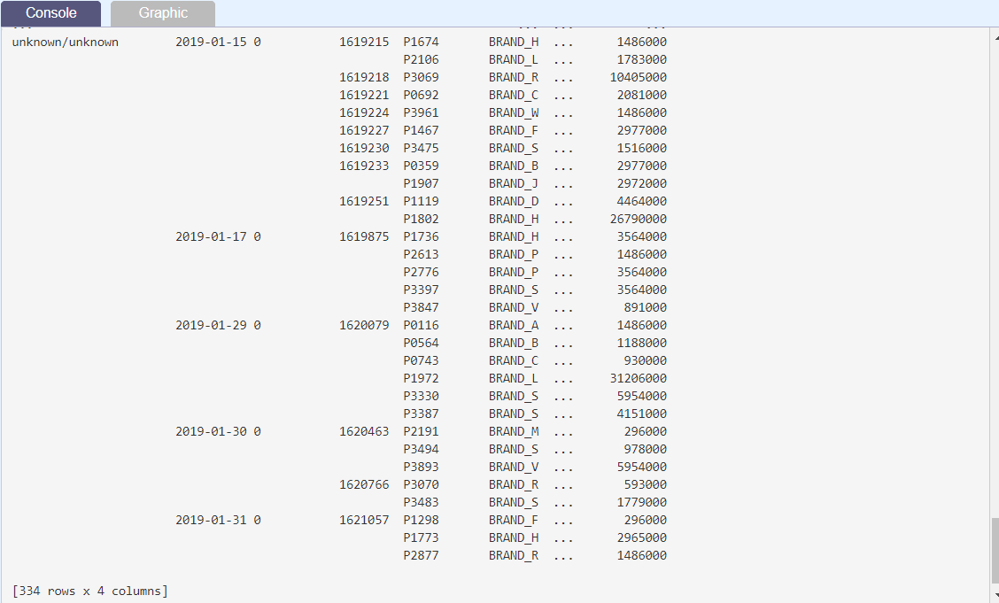 Console Graphic
... ... ... ...
unknown/unknown 2019-01-15 0 1619215 P1674 BRAND_H ... 1486000
P2106 BRAND_L ... 1783000
1619218 P3069 BRAND_R ... 10405000
1619221 P0692 BRAND_C ... 2081000
1619224 P3961 BRAND_W ... 1486000
1619227 P1467 BRAND_F ... 2977000
1619230 P3475 BRAND_S ... 1516000
1619233 P0359 BRAND_B ... 2977000
P1907 BRAND_J ... 2972000
1619251 P1119 BRAND_D ... 4464000
P1802 BRAND_H ... 26790000
2019-01-17 0 1619875 P1736 BRAND_H ... 3564000
P2613 BRAND_P ... 1486000
P2776 BRAND_P ... 3564000
P3397 BRAND_S ... 3564000
P3847 BRAND_V ... 891000
2019-01-29 0 1620079 P0116 BRAND_A ... 1486000
P0564 BRAND_B ... 1188000
P0743 BRAND_C ... 930000
P1972 BRAND_L ... 31206000
P3330 BRAND_S ... 5954000
P3387 BRAND_S ... 4151000
2019-01-30 0 1620463 P2191 BRAND_M ... 296000
P3494 BRAND_S ... 978000
P3893 BRAND_V ... 5954000
1620766 P3070 BRAND_R ... 593000
P3483 BRAND_S ... 1779000
2019-01-31 0 1621057 P1298 BRAND_F ... 296000
P1773 BRAND_H ... 2965000
P2877 BRAND_R ... 1486000
[334 rows x 4 columns]